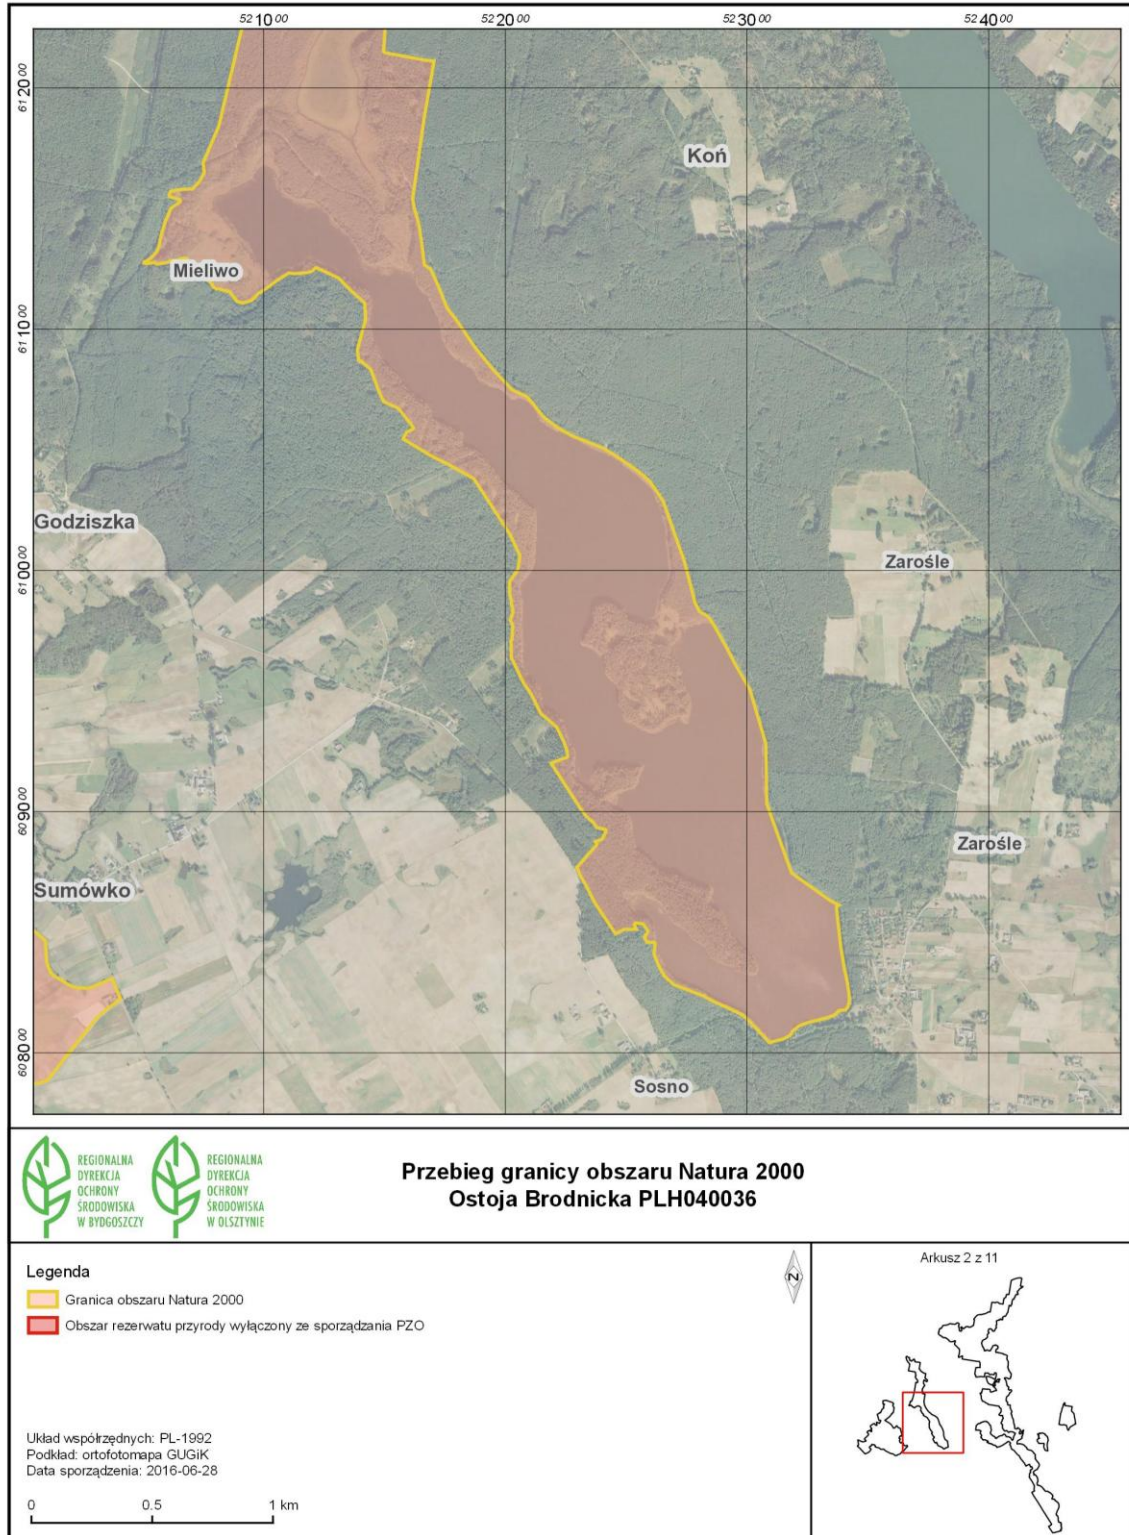 52 10 00
52 20 00
52 30 00
52 40 00
61 20 00
Koń
Mieliwo
61 10 00
Godziszka
Zarośle
61 00 00
60 90 00
Zarośle
Sumówko
60 80 00
Sosno
REGIONALNA
DYREKCJA
OCHRONY
ŚRODOWISKA
W BYDGOSZCZY
REGIONALNA
DYREKCJA
OCHRONY
ŚRODOWISKA
W OLSZTYNIE
Przebieg granicy obszaru Natura 2000
Ostoja Brodnicka PLH040036
Legenda
Granica obszaru Natura 2000
Obszar rezerwatu przyrody wyłączony ze sporządzania PZO
N
Arkusz 2 z 11
Układ współrzędnych: PL-1992
Podkład: ortofotomapa GUGiK
Data sporządzenia: 2016-06-28
0 0.5 1 km